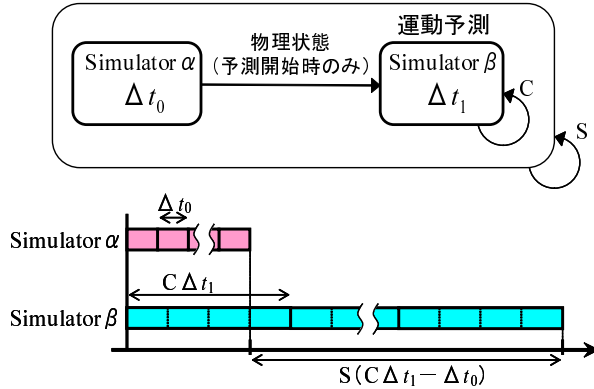 運動予測
物理状態
(予測開始時のみ)
Simulator α
Δt₀
Simulator β
Δt₁
C
S
Δt₀
Simulator α
CΔt₁
Simulator β
S(CΔt₁−Δt₀)